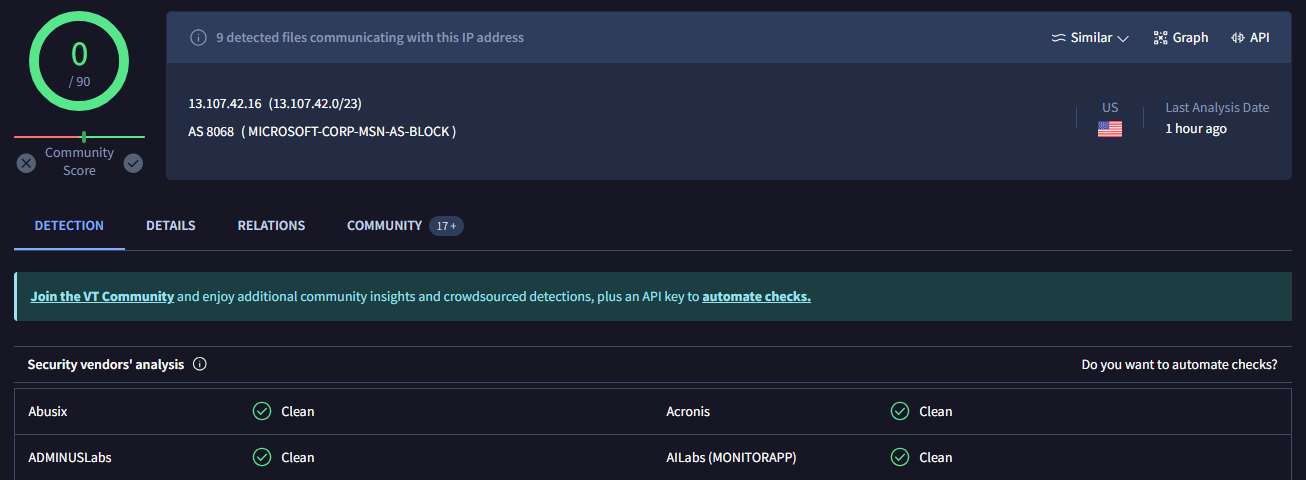 0
/ 90
Community
Score
9 detected files communicating with this IP address
Similar
Graph
API
13.107.42.16 (13.107.42.0/23)
AS 8068 ( MICROSOFT-CORP-MSN-AS-BLOCK )
US
Last Analysis Date
1 hour ago
DETECTION
DETAILS
RELATIONS
COMMUNITY 17 +
Join the VT Community and enjoy additional community insights and crowdsourced detections, plus an API key to automate checks.
Security vendors' analysis
Do you want to automate checks?
Abusix Clean Acronis Clean
ADMINUSLabs Clean AILabs (MONITORAPP) Clean